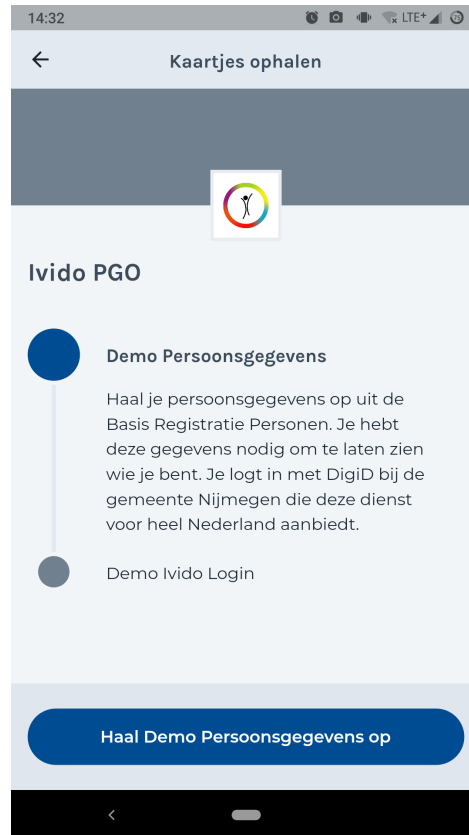 14:32
LTE+
75
Kaartjes ophalen
Ivido PGO
Demo Persoonsgegevens
Haal je persoonsgegevens op uit de
Basis Registratie Personen. Je hebt
deze gegevens nodig om te laten zien
wie je bent. Je logt in met DigiD bij de
gemeente Nijmegen die deze dienst
voor heel Nederland aanbiedt.
Demo Ivido Login
Haal Demo Persoonsgegevens op